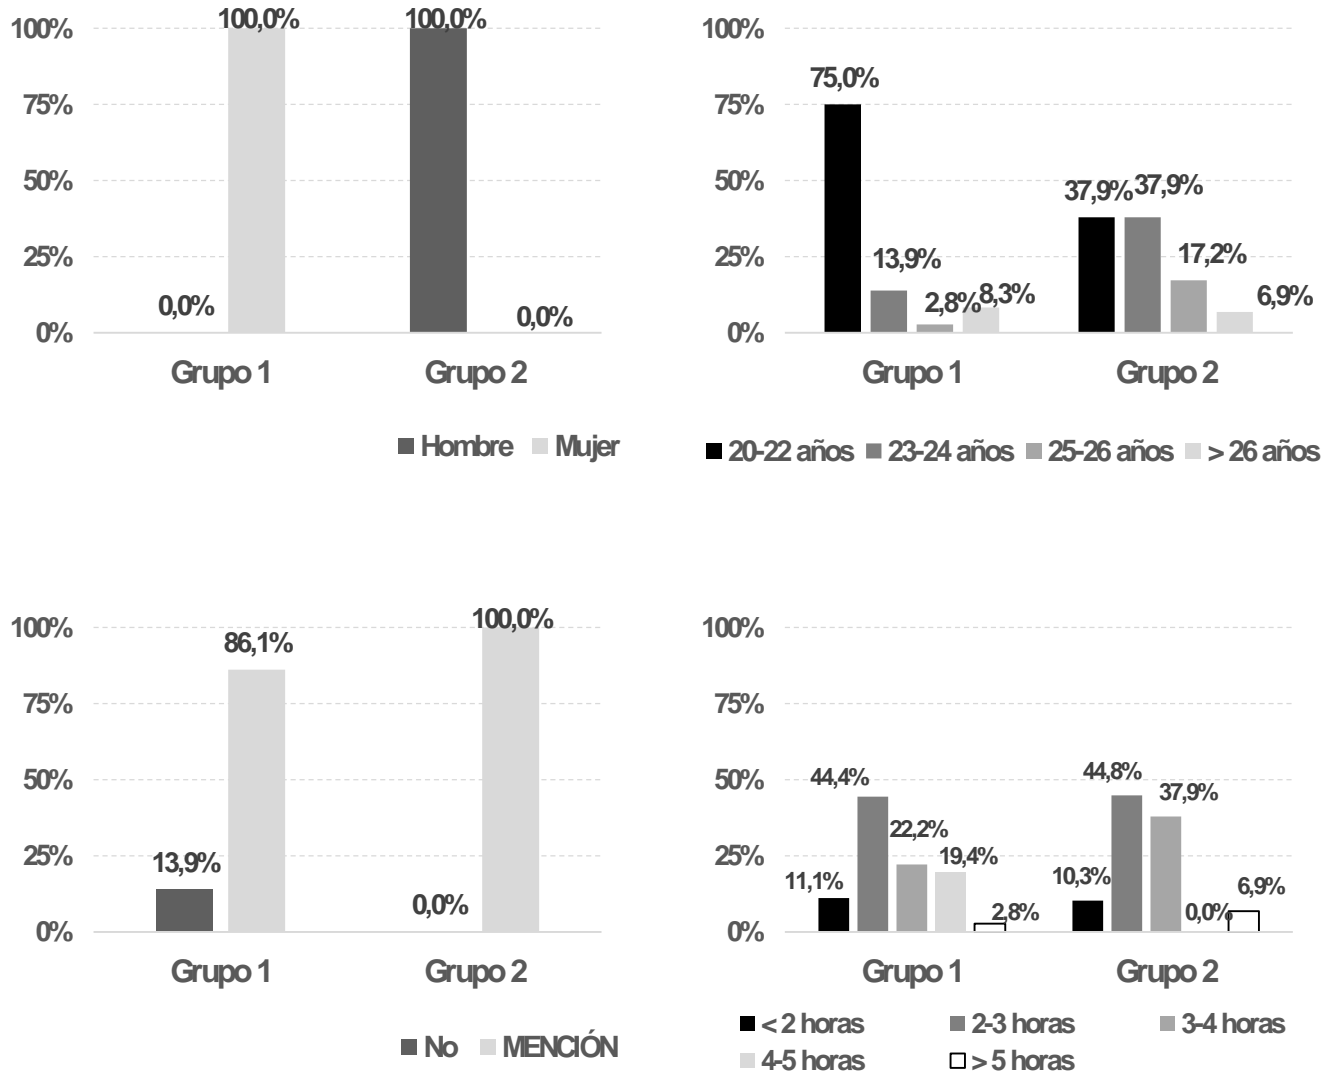 100,0%
100,0%
100%
75%
50%
25%
0%
0,0%
0,0%
Grupo 1
Grupo 2
Hombre
Mujer
100%
75%
50%
25%
0%
75,0%
13,9%
2,8%
8,3%
37,9%
37,9%
17,2%
6,9%
Grupo 1
Grupo 2
20-22 años
23-24 años
25-26 años
> 26 años
100%
75%
50%
25%
0%
13,9%
86,1%
0,0%
100,0%
Grupo 1
Grupo 2
No
MENCIÓN
100%
75%
50%
25%
0%
11,1%
44,4%
22,2%
19,4%
2,8%
10,3%
44,8%
37,9%
0,0%
6,9%
Grupo 1
Grupo 2
< 2 horas
2-3 horas
3-4 horas
4-5 horas
> 5 horas